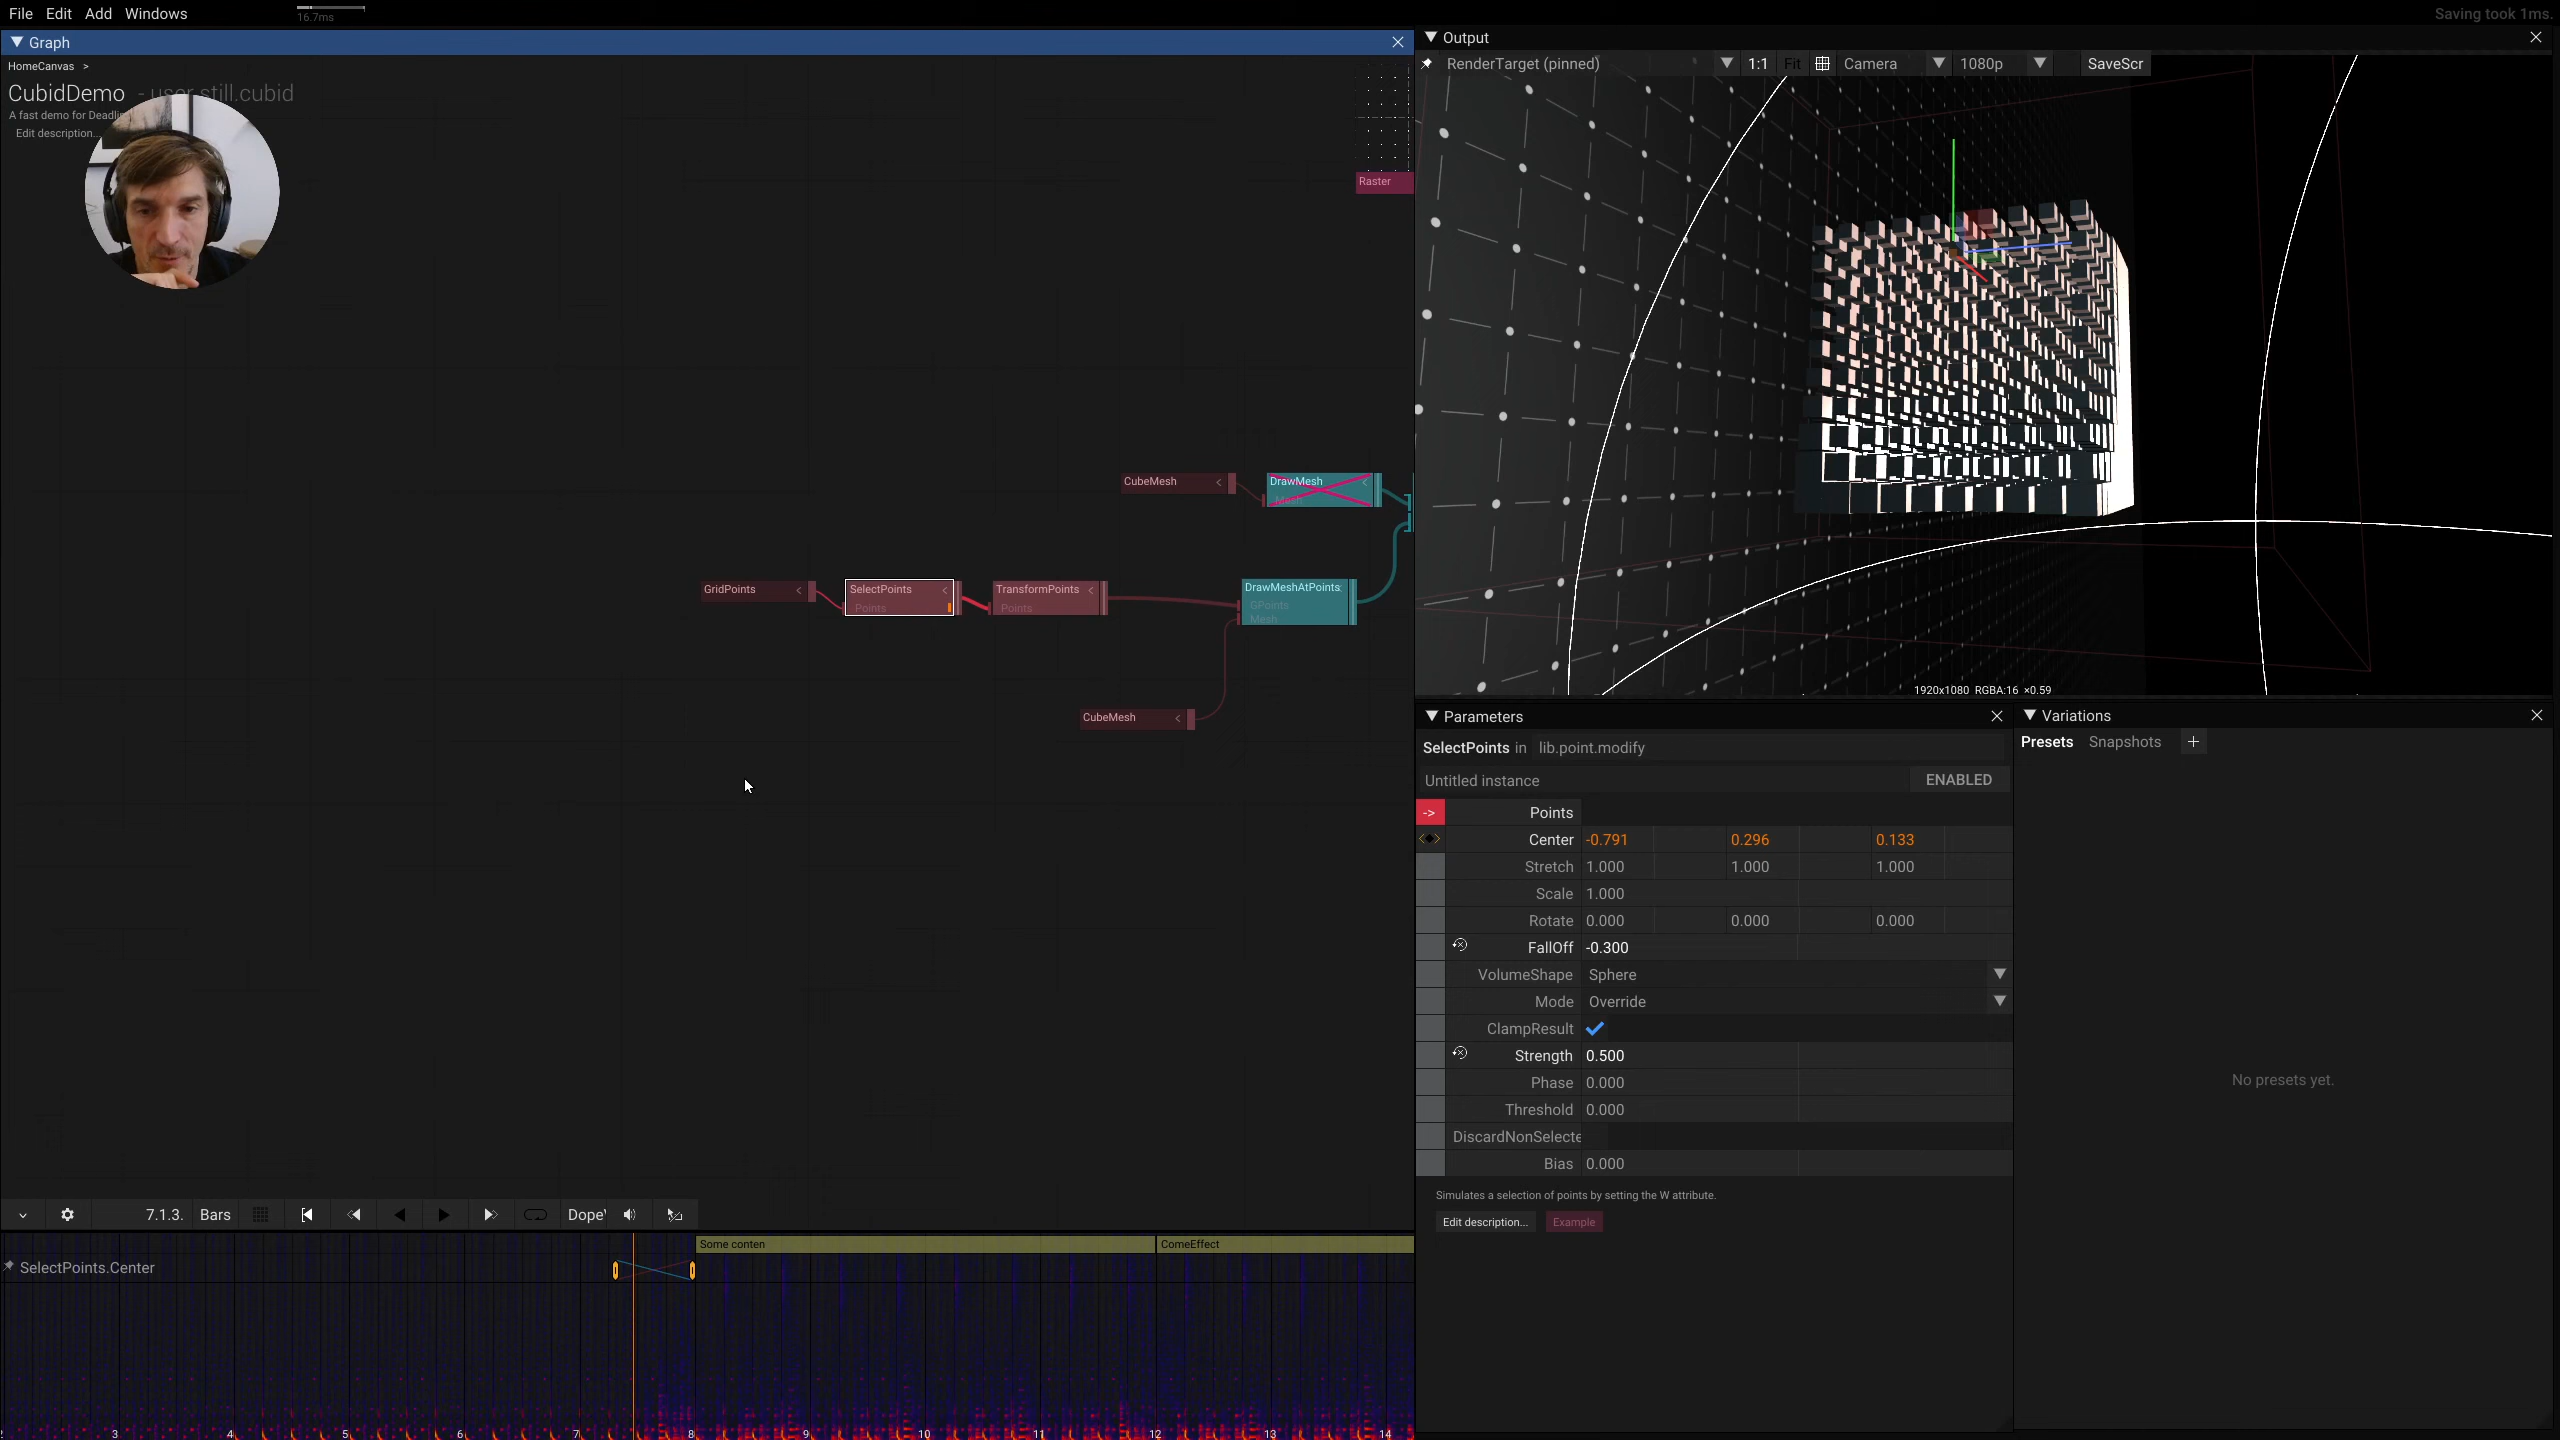 File Edit Add Windows
16.7ms
Saving took 1ms.
Graph
HomeCanvas >
CubidDemo - user.still.cubid
A fast demo for Deadli
Edit description...
Raster
CubeMesh <
DrawMesh <
Mesh
GridPoints <
SelectPoints <
Points
TransformPoints <
Points
DrawMeshAtPoints
GPoints
Mesh
CubeMesh <
Output
RenderTarget (pinned) 1:1 Fit Camera 1080p SaveScr
1920x1080 RGBA:16 ×0.59
Parameters
SelectPoints in lib.point.modify
Untitled instance ENABLED
-> Points
Center -0.791 0.296 0.133
Stretch 1.000 1.000 1.000
Scale 1.000
Rotate 0.000 0.000 0.000
FallOff -0.300
VolumeShape Sphere
Mode Override
ClampResult
Strength 0.500
Phase 0.000
Threshold 0.000
DiscardNonSelecte
Bias 0.000
Simulates a selection of points by setting the W attribute.
Edit description... Example
Variations
Presets Snapshots +
No presets yet.
7.1.3. Bars Dope
Some conten ComeEffect
SelectPoints.Center
3 4 5 6 7 8 9 10 11 12 13 14